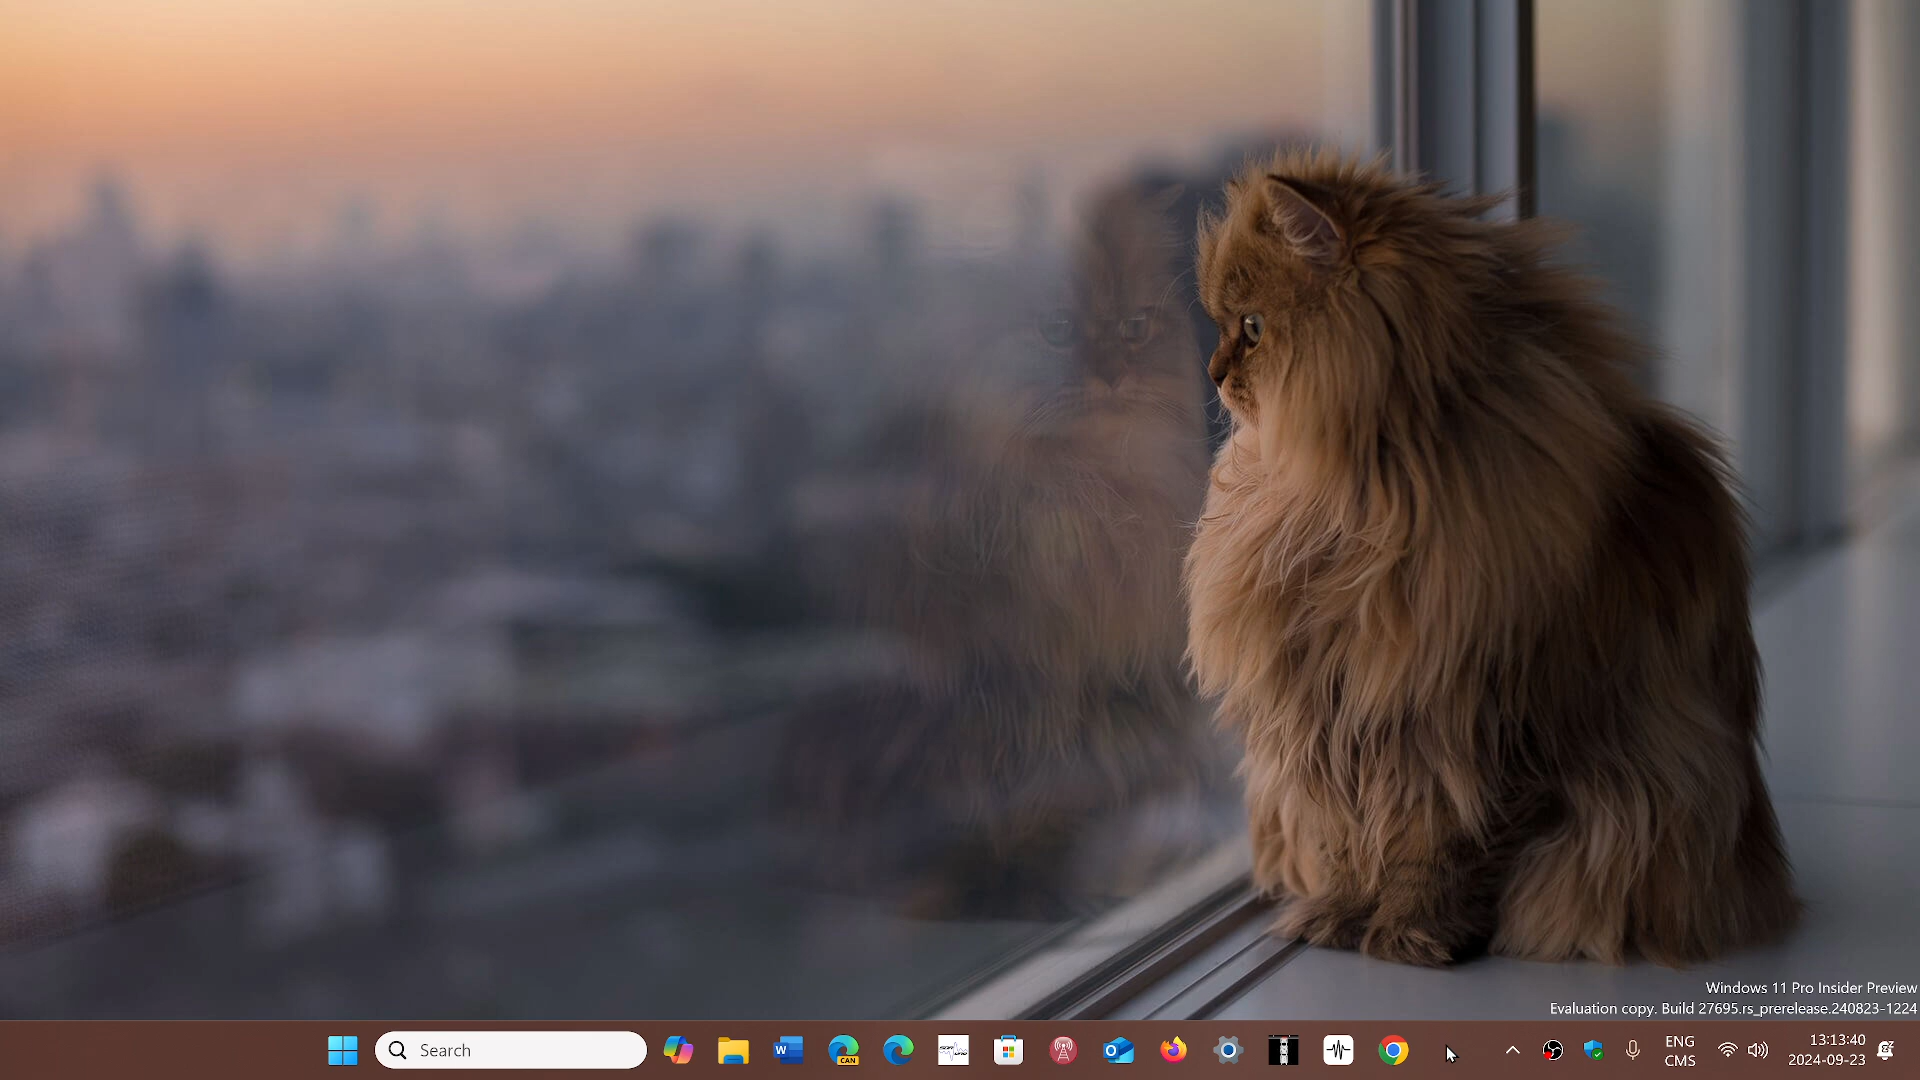 Windows 11 Pro Insider Preview
Evaluation copy. Build 27695.rs_prerelease.240823-1224
Search
W
CAN
O
ENG
CMS
13:13:40
2024-09-23